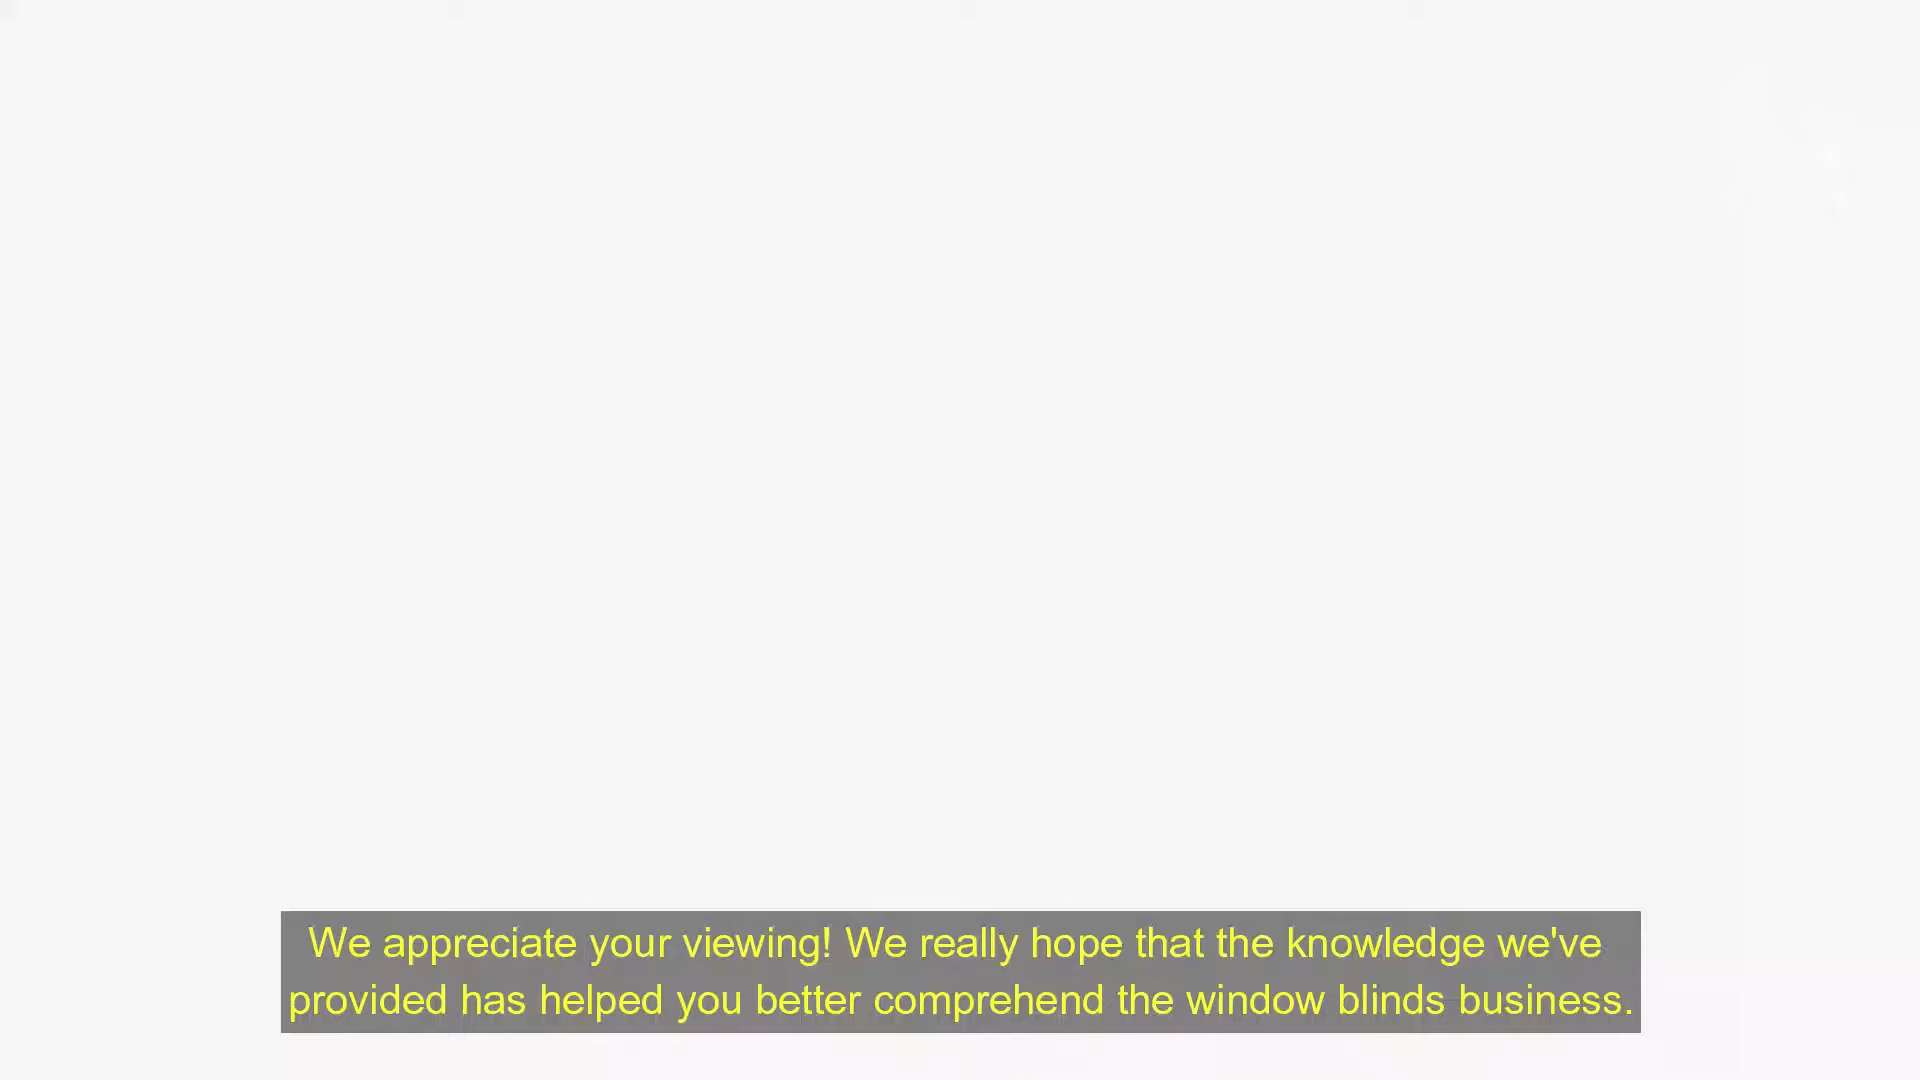 We appreciate your viewing! We really hope that the knowledge we've
provided has helped you better comprehend the window blinds business.